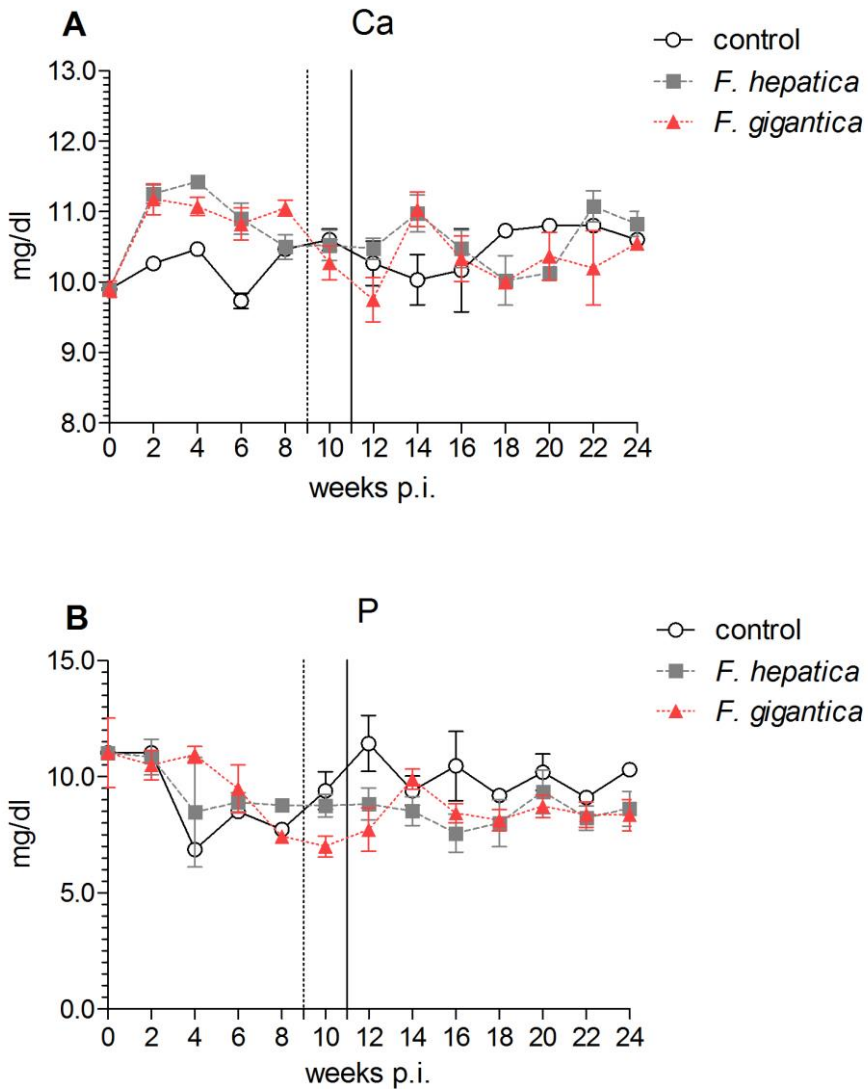 A
Ca
control
F. hepatica
F. gigantica
13.0
12.0
11.0
10.0
9.0
8.0
mg/dl
0 2 4 6 8 10 12 14 16 18 20 22 24
weeks p.i.
B
P
control
F. hepatica
F. gigantica
15.0
10.0
5.0
0.0
mg/dl
0 2 4 6 8 10 12 14 16 18 20 22 24
weeks p.i.